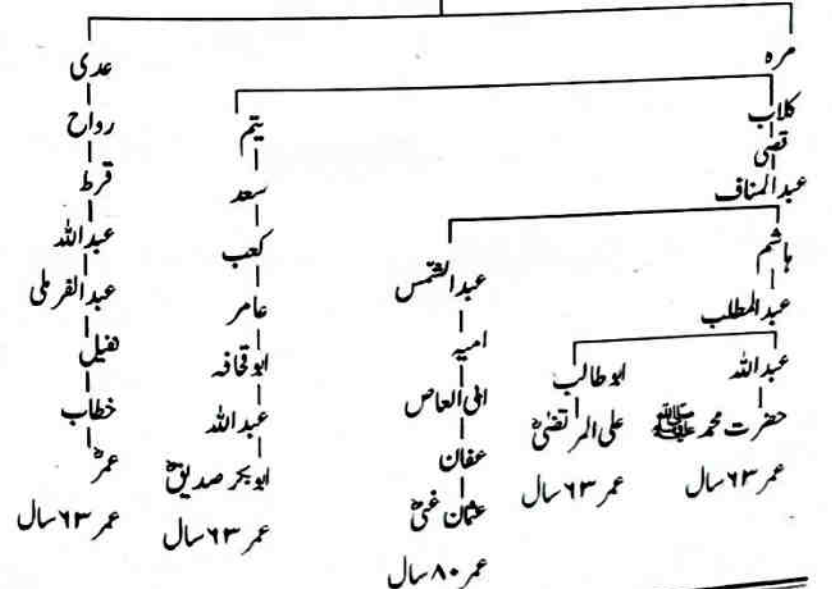 مرہ
عدی
کلاب
یتم
رواح
قصی
عبدالمناف
سعد
قرط
ہاشم
عبدالشمس
کعب
عبداللہ
عبدالمطلب
امیہ
عامر
عبدالفرملی
عبداللہ
ابوطالب
ابی العاص
ابوقحافہ
نفیل
حضرت محمد ﷺ
علی المرتضیٰؓ
عفان
عبداللہ
خطاب
عمر ۶۳ سال
عمر ۶۳ سال
عثمان غنیؓ
ابوبکر صدیقؓ
عمرؓ
عمر ۸۰ سال
عمر ۶۳ سال
عمر ۶۳ سال